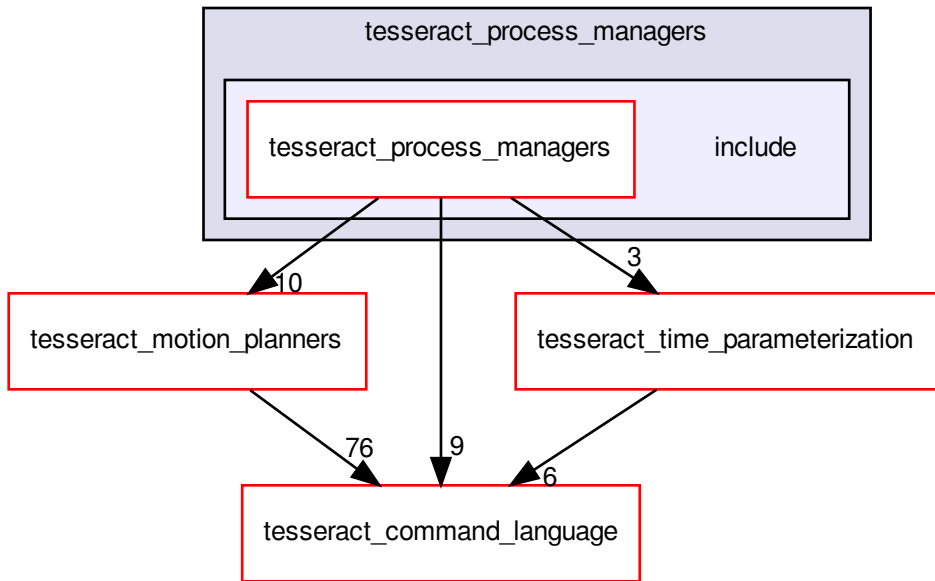 tesseract_process_managers
tesseract_process_managers
include
10
3
tesseract_motion_planners
tesseract_time_parameterization
76
9
6
tesseract_command_language